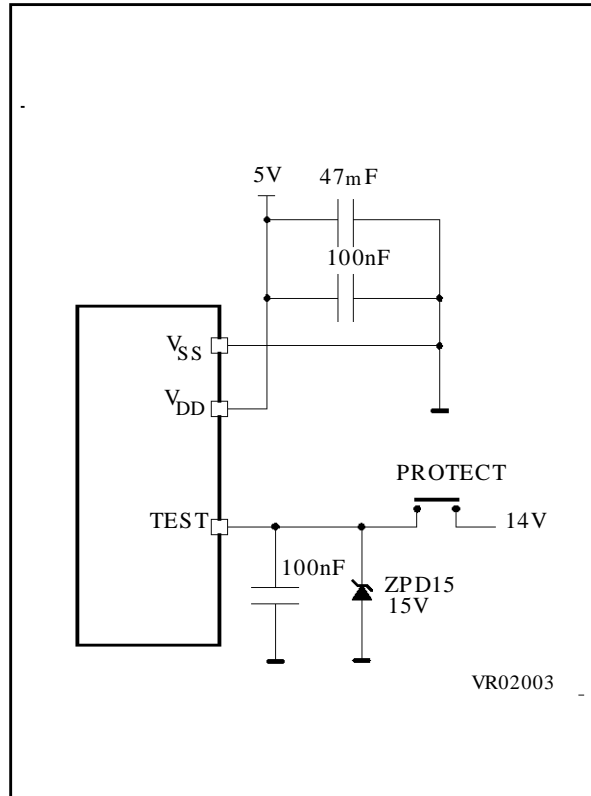 5V
47mF
100nF
VSS
VDD
PROTECT
TEST
14V
100nF
ZPD15
15V
VR02003